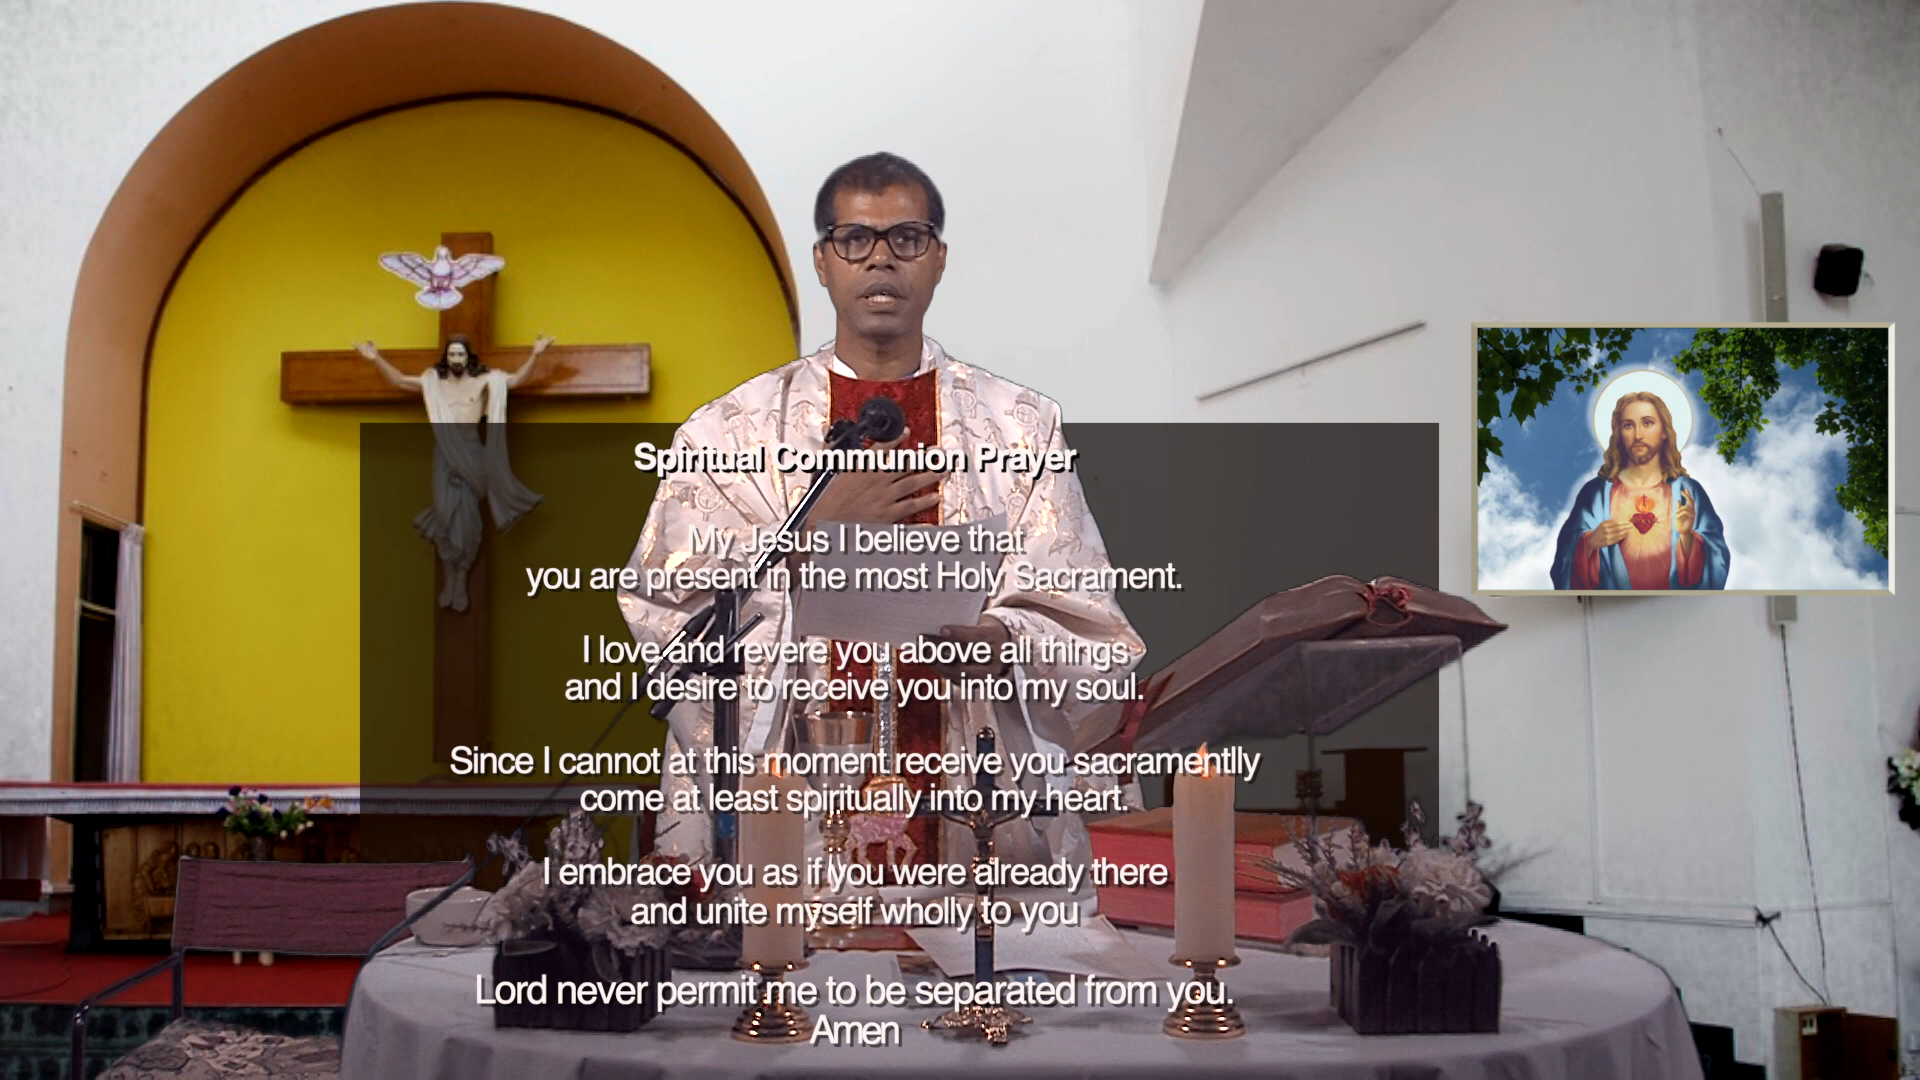 Spiritual Communion Prayer
My Jesus I believe that
you are present in the most Holy Sacrament.
I love and revere you above all things
and I desire to receive you into my soul.
Since I cannot at this moment receive you sacramentlly
come at least spiritually into my heart.
I embrace you as if you were already there
and unite myself wholly to you
Lord never permit me to be separated from you.
Amen